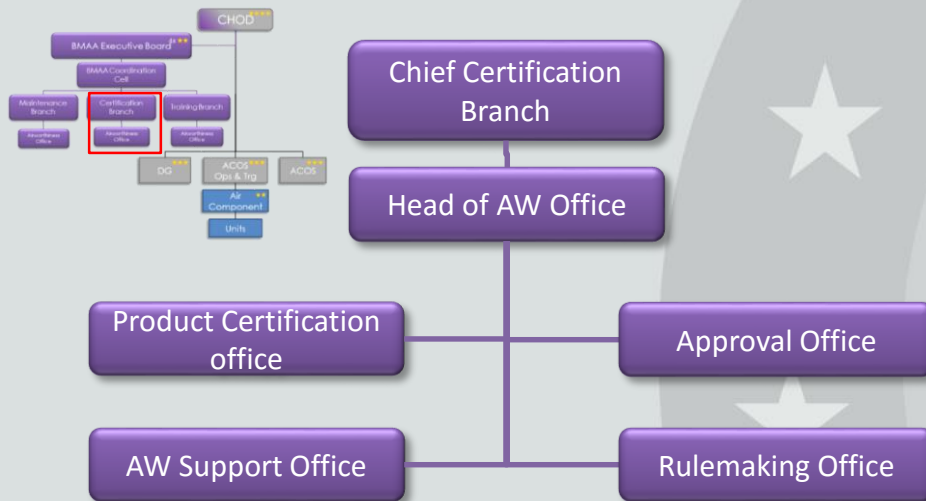 CHOD
BMAA Executive Board
BMAA Coordination
Cell
Maintenance
Branch
Certification
Branch
Training Branch
Airworthiness
Office
Airworthiness
Office
Airworthiness
Office
DG
ACOS
Ops & Trg
ACOS
Air
Component
Units
Chief Certification
Branch
Head of AW Office
Product Certification
office
Approval Office
AW Support Office
Rulemaking Office